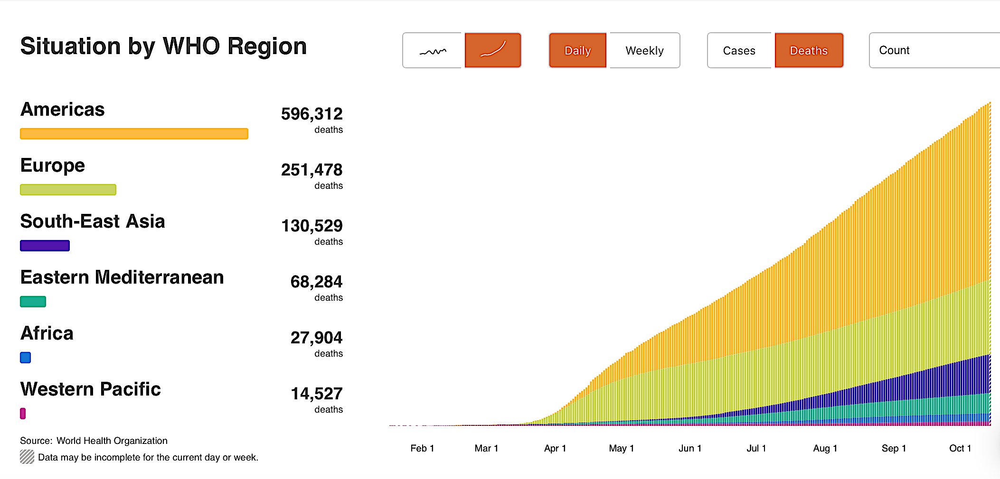 Situation by WHO Region
Daily
Weekly
Cases
Deaths
Count
Americas
596,312
deaths
Europe
251,478
deaths
South-East Asia
130,529
deaths
Eastern Mediterranean
68,284
deaths
Africa
27,904
deaths
Western Pacific
14,527
deaths
Source: World Health Organization
Data may be incomplete for the current day or week.
Feb 1
Mar 1
Apr 1
May 1
Jun 1
Jul 1
Aug 1
Sep 1
Oct 1